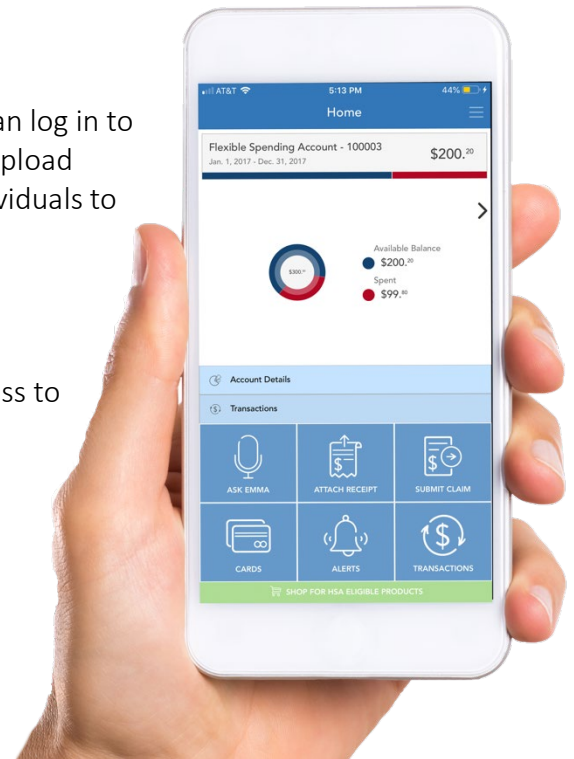 an log in to
pload
viduals to
ss to
AT&T 5:13 PM 44%
Home
Flexible Spending Account - 100003 $200.20
Jan. 1, 2017 - Dec. 31, 2017
Available Balance
$200.20
Spent
$99.80
Account Details
Transactions
ASK EMMA ATTACH RECEIPT SUBMIT CLAIM
CARDS ALERTS TRANSACTIONS
SHOP FOR HSA ELIGIBLE PRODUCTS